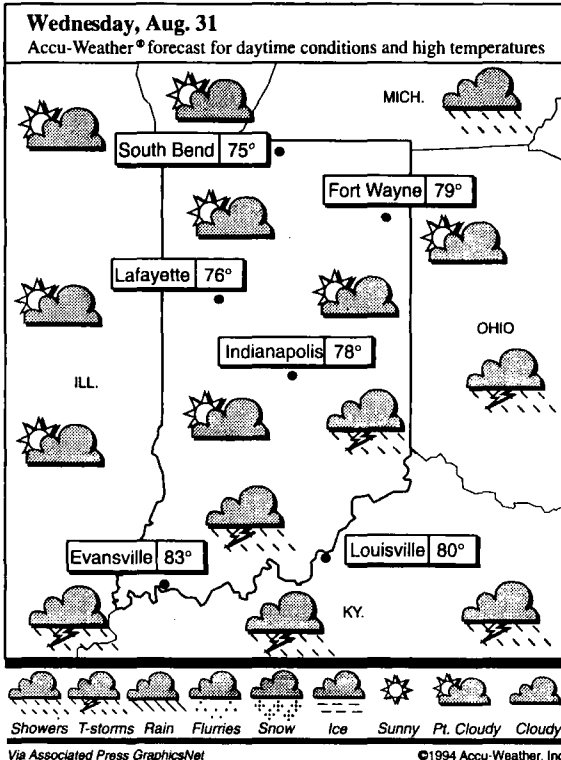 Wednesday, Aug. 31
Accu-Weather® forecast for daytime conditions and high temperatures
MICH.
South Bend 75°
Fort Wayne 79°
Lafayette 76°
OHIO
Indianapolis 78°
ILL.
Evansville 83°
Louisville 80°
KY.
Showers T-storms Rain Flurries Snow Ice Sunny Pt. Cloudy Cloudy
Via Associated Press GraphicsNet ©1994 Accu-Weather, Inc